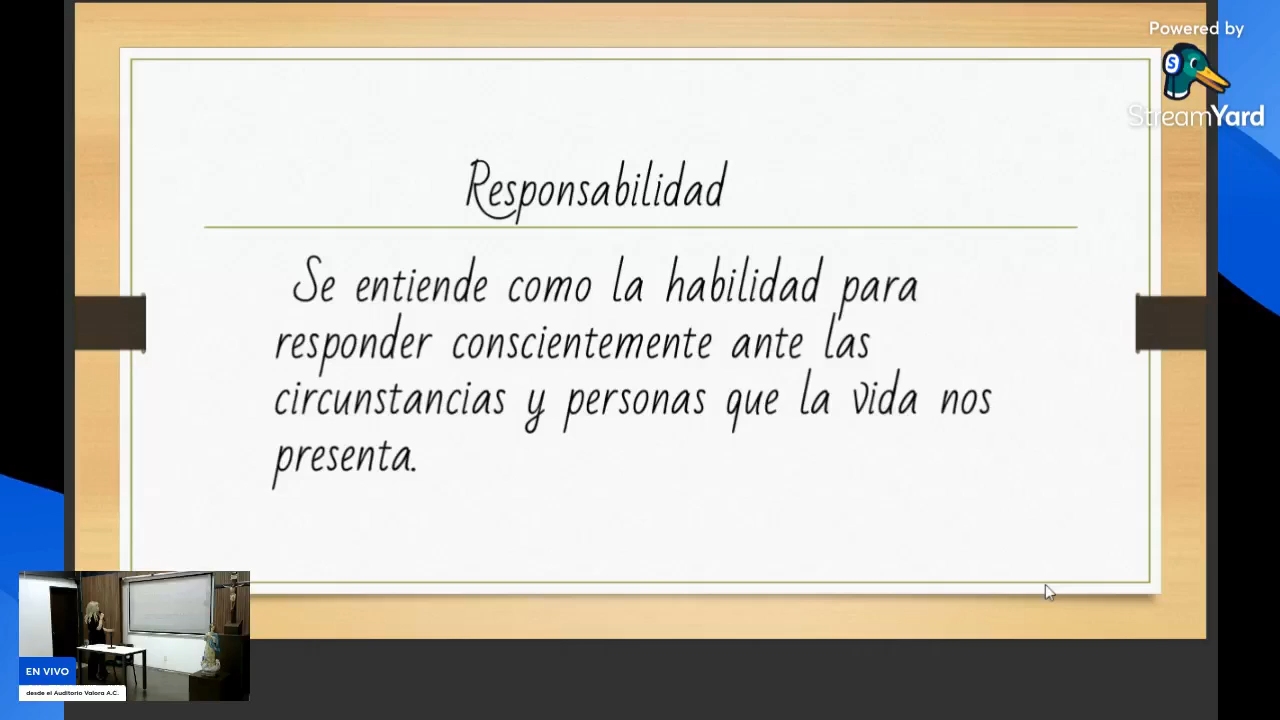 Powered by
StreamYard
Responsabilidad
Se entiende como la habilidad para
responder conscientemente ante las
circunstancias y personas que la vida nos
presenta.
EN VIVO
desde el Auditorio Valora A.C.